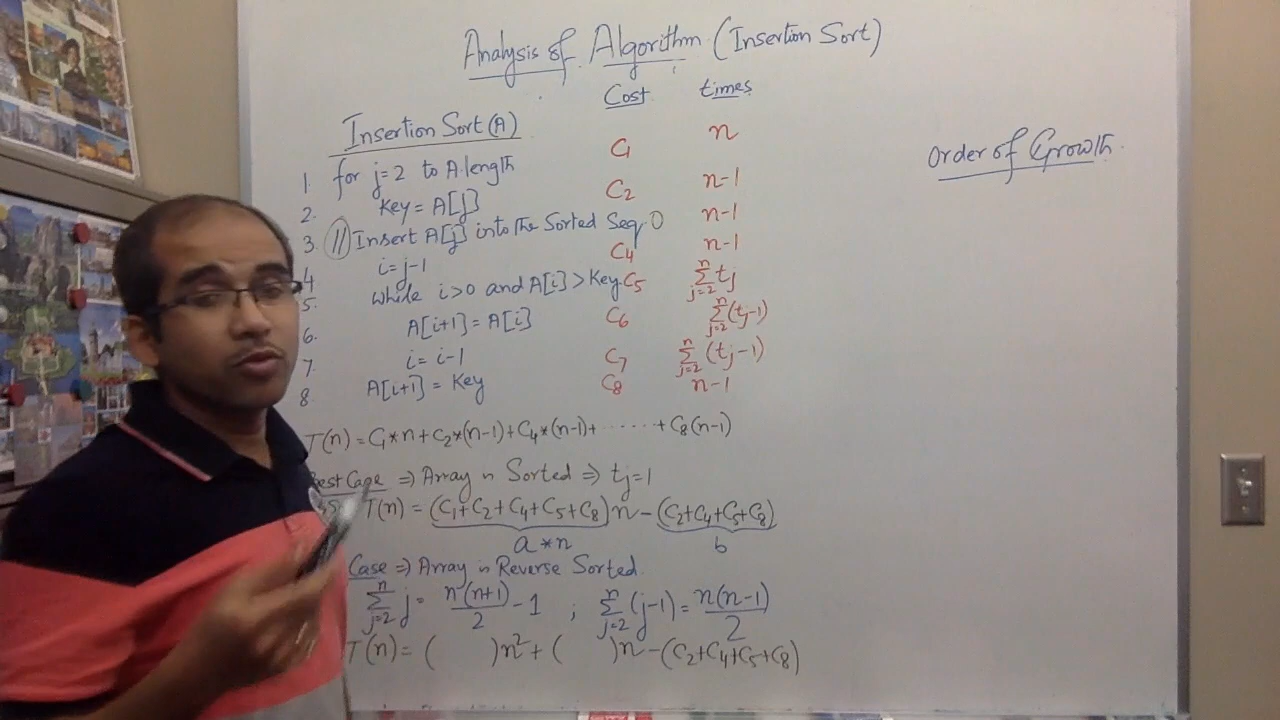 Analysis of Algorithm (Insertion Sort)
Cost times
Insertion Sort (A)
1. for j=2 to A.length C1 n
2. Key = A[j] C2 n-1
3. // Insert A[j] into the Sorted Seq. 0 n-1
4 i=j-1 C4 n-1
5. while i>0 and A[i]>Key. C5 n∑j=2 tj
6. A[i+1] = A[i] C6 n∑j=2 (tj-1)
7. i= i-1 C7 n∑j=2 (tj-1)
8. A[i+1] = Key C8 n-1
T(n) = C1*n+C2*(n-1)+C4*(n-1)+ ...... + C8(n-1)
Best Case => Array is Sorted => tj=1
T(n) = (C1+C2+C4+C5+C8)n - (C2+C4+C5+C8)
a*n b
Case => Array is Reverse Sorted.
n∑j=2 j = n(n+1)/2 - 1 ; n∑j=2 (j-1) = n(n-1)/2
T(n) = ( )n²+ ( )n-(C2+C4+C5+C8)
Order of Growth